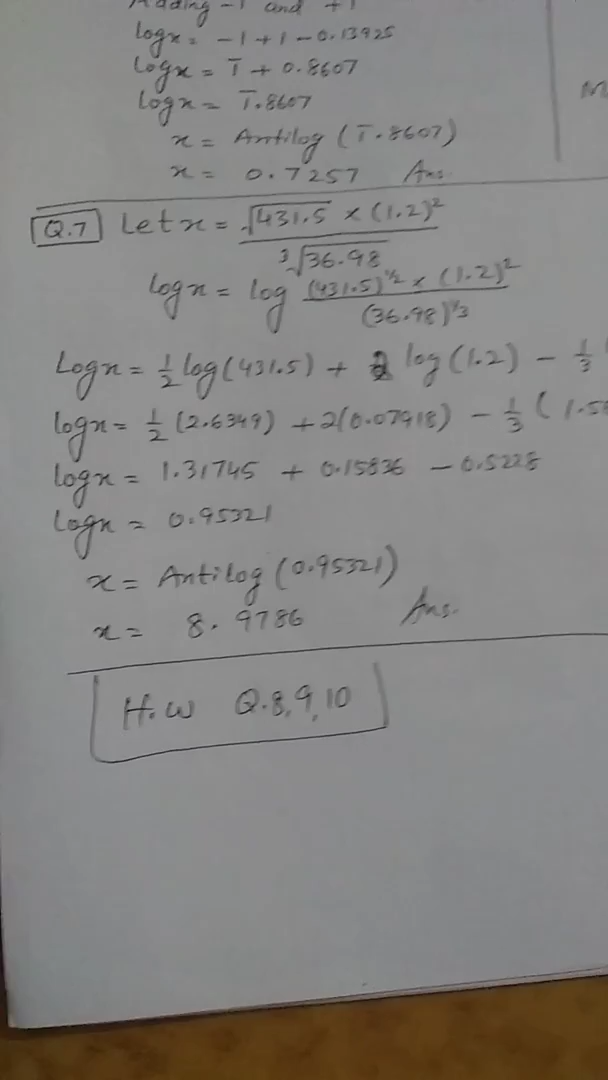 Adding -1 and +1
logx = -1+1-0.13925
logx = 1̅ + 0.8607
logx = 1̅.8607
x = Antilog (1̅.8607)
x = 0.7257 Ans.
Q.7 Let x = √431.5 × (1.2)² / ³√36.98
logx = log (431.5)^½ × (1.2)² / (36.98)^⅓
Logx = ½ log(431.5) + 2 log(1.2) - ⅓ (
logx = ½ (2.6349) + 2(0.07918) - ⅓ (1.56
logx = 1.31745 + 0.15836 - 0.5228
logx = 0.95321
x = Antilog (0.95321)
x = 8.9786 Ans.
H.W Q.8,9,10